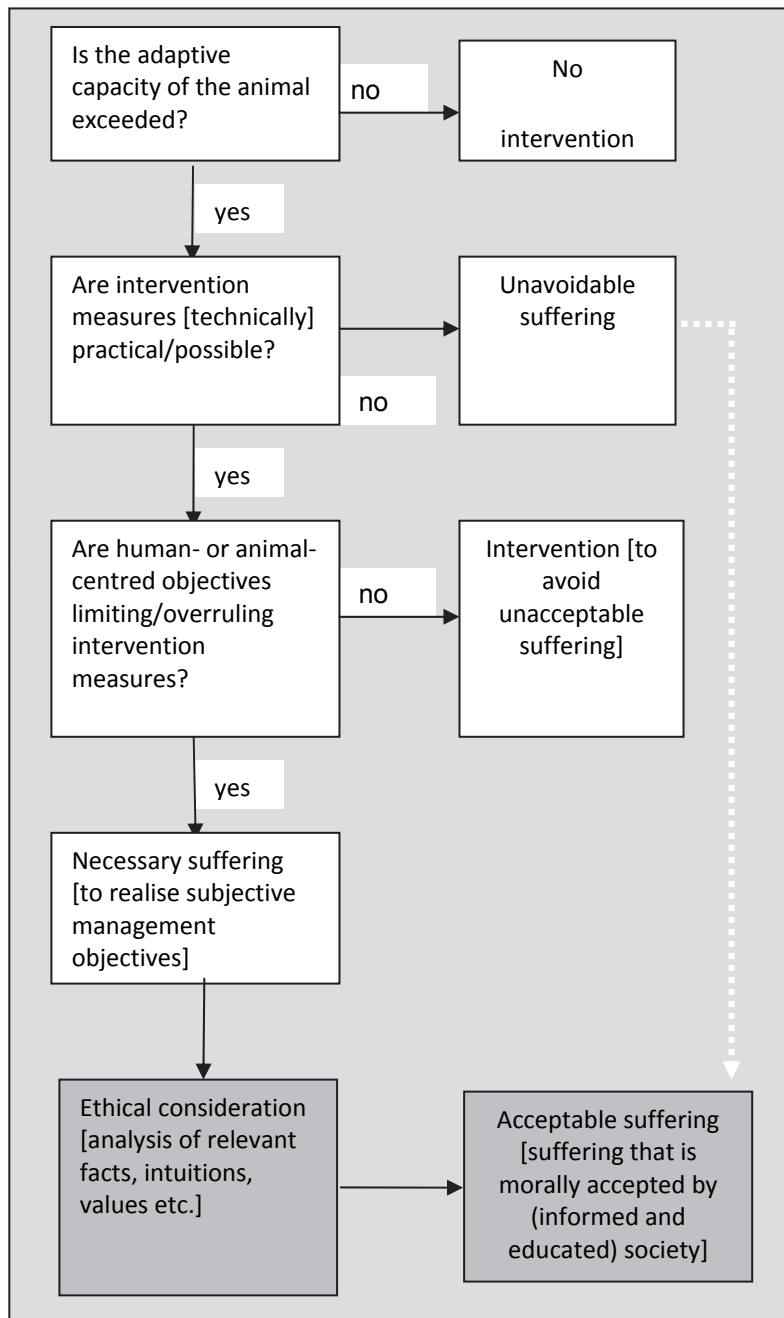 Is the adaptive
capacity of the animal
exceeded?
no
No
intervention
yes
Are intervention
measures [technically]
practical/possible?
no
Unavoidable
suffering
yes
Are human- or animal-
centred objectives
limiting/overruling
intervention
measures?
no
Intervention [to
avoid
unacceptable
suffering]
yes
Necessary suffering
[to realise subjective
management
objectives]
Ethical consideration
[analysis of relevant
facts, intuitions,
values etc.]
Acceptable suffering
[suffering that is
morally accepted by
(informed and
educated) society]